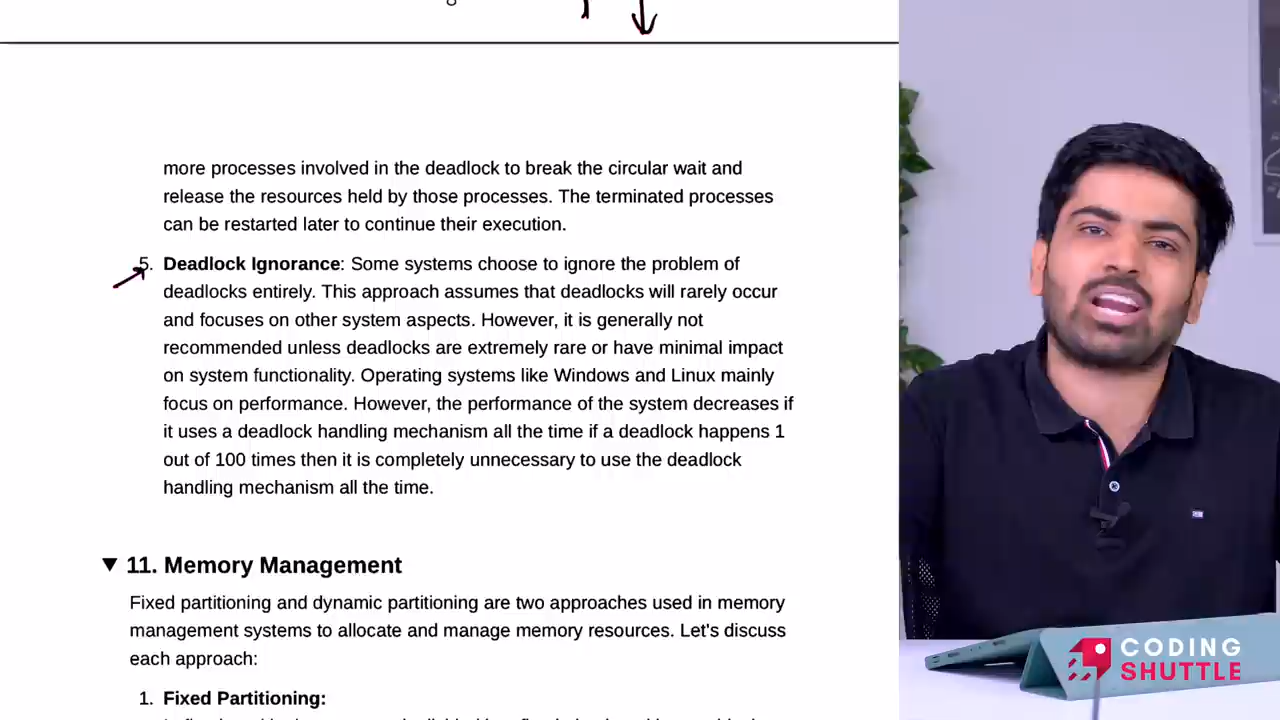 more processes involved in the deadlock to break the circular wait and
release the resources held by those processes. The terminated processes
can be restarted later to continue their execution.
5. Deadlock Ignorance: Some systems choose to ignore the problem of
deadlocks entirely. This approach assumes that deadlocks will rarely occur
and focuses on other system aspects. However, it is generally not
recommended unless deadlocks are extremely rare or have minimal impact
on system functionality. Operating systems like Windows and Linux mainly
focus on performance. However, the performance of the system decreases if
it uses a deadlock handling mechanism all the time if a deadlock happens 1
out of 100 times then it is completely unnecessary to use the deadlock
handling mechanism all the time.
▼ 11. Memory Management
Fixed partitioning and dynamic partitioning are two approaches used in memory
management systems to allocate and manage memory resources. Let's discuss
each approach:
1. Fixed Partitioning:
CODING
SHUTTLE